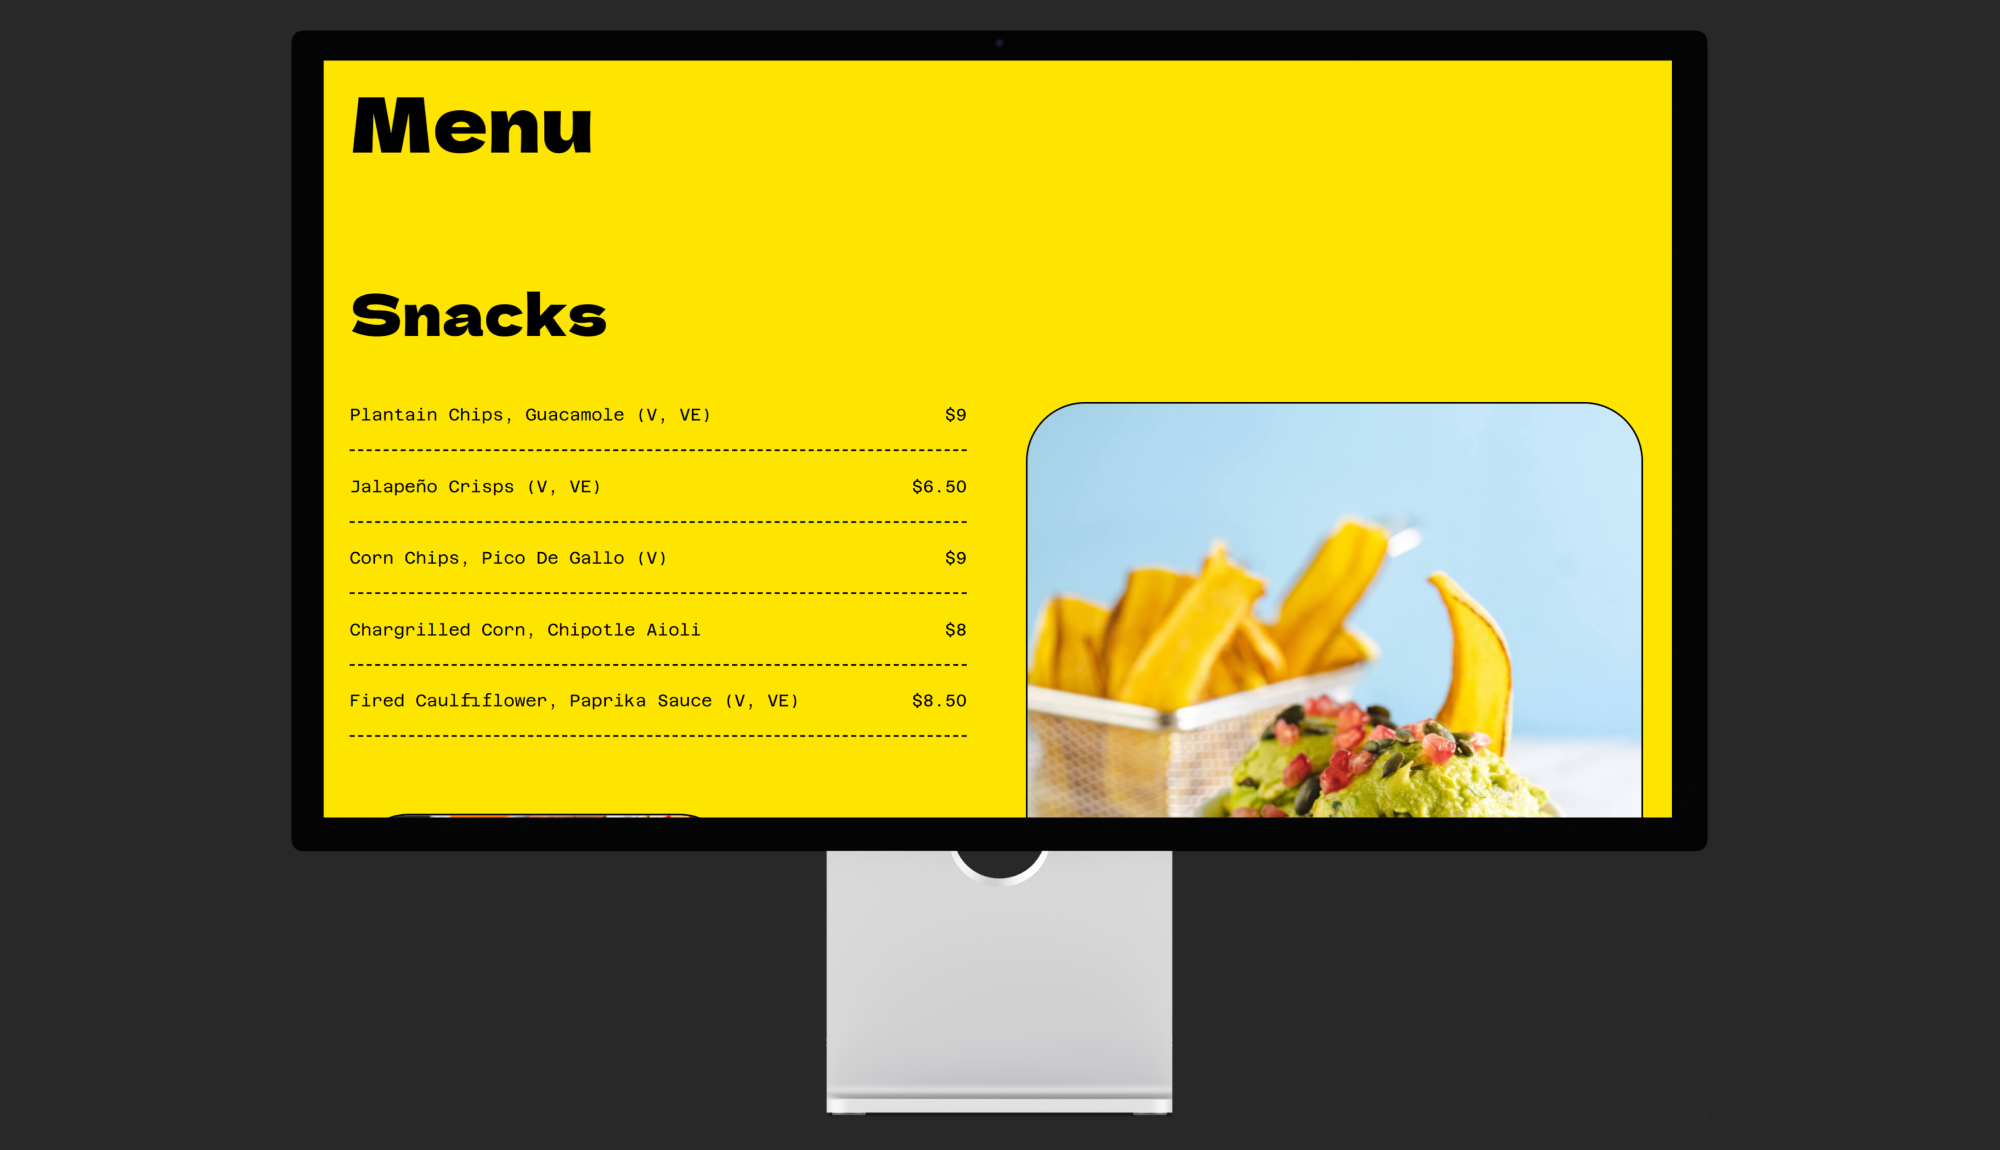 Menu
Snacks
Plantain Chips, Guacamole (V, VE) $9
Jalapeño Crisps (V, VE) $6.50
Corn Chips, Pico De Gallo (V) $9
Chargrilled Corn, Chipotle Aioli $8
Fired Caulfiflower, Paprika Sauce (V, VE) $8.50